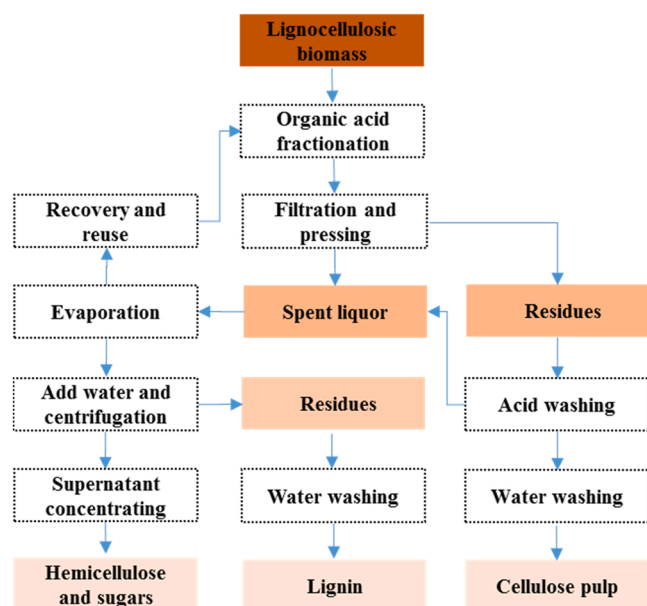 Lignocellulosic
biomass
Organic acid
fractionation
Recovery and
reuse
Filtration and
pressing
Evaporation
Spent liquor
Residues
Add water and
centrifugation
Residues
Acid washing
Supernatant
concentrating
Water washing
Water washing
Hemicellulose
and sugars
Lignin
Cellulose pulp